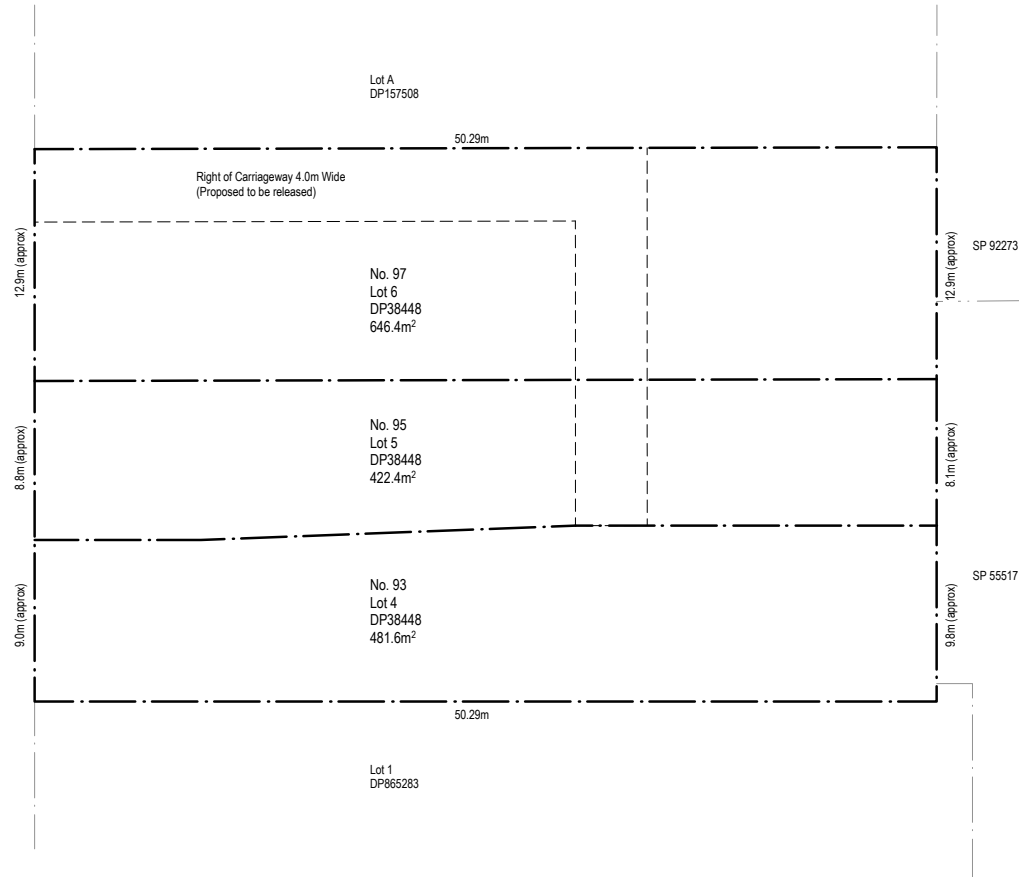 Lot A
DP157508
50.29m
Right of Carriageway 4.0m Wide
(Proposed to be released)
12.9m (approx)
12.9m (approx)
SP 92273
No. 97
Lot 6
DP38448
646.4m²
8.8m (approx)
No. 95
Lot 5
DP38448
422.4m²
8.1m (approx)
9.0m (approx)
No. 93
Lot 4
DP38448
481.6m²
9.8m (approx)
SP 55517
50.29m
Lot 1
DP865283